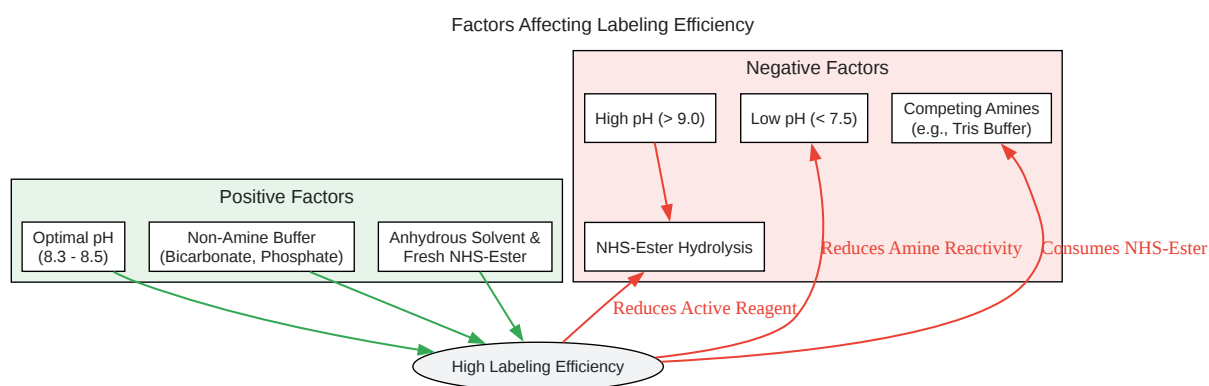 Factors Affecting Labeling Efficiency
Negative Factors
High pH (> 9.0)
Low pH (< 7.5)
Competing Amines
(e.g., Tris Buffer)
Positive Factors
Optimal pH
(8.3 - 8.5)
Non-Amine Buffer
(Bicarbonate, Phosphate)
Anhydrous Solvent &
Fresh NHS-Ester
NHS-Ester Hydrolysis
Reduces Amine Reactivity
Consumes NHS-Ester
Reduces Active Reagent
High Labeling Efficiency